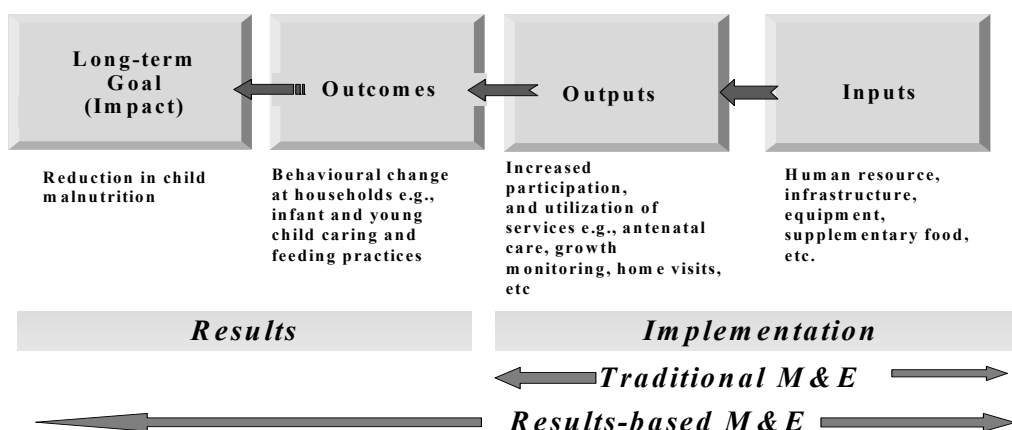 Long-term
Goal
(Impact)
Outcomes
Outputs
Inputs
Reduction in child
malnutrition
Behavioural change
at households e.g.,
infant and young
child caring and
feeding practices
Increased
participation,
and utilization of
services e.g., antenatal
care, growth
monitoring, home visits,
etc
Human resource,
infrastructure,
equipment,
supplementary food,
etc.
Results
Implementation
Traditional M&E
Results-based M&E